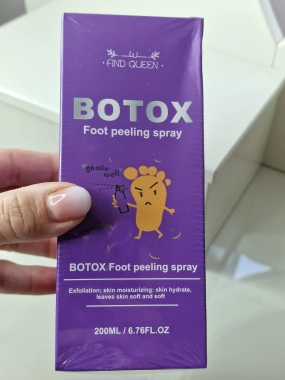 · FIND QUEEN ·
BOTOX
Foot peeling spray
BOTOX Foot peeling spray
Exfoliation; skin moisturizing: skin hydrate,
leaves skin soft and soft
200ML / 6.76FL.OZ